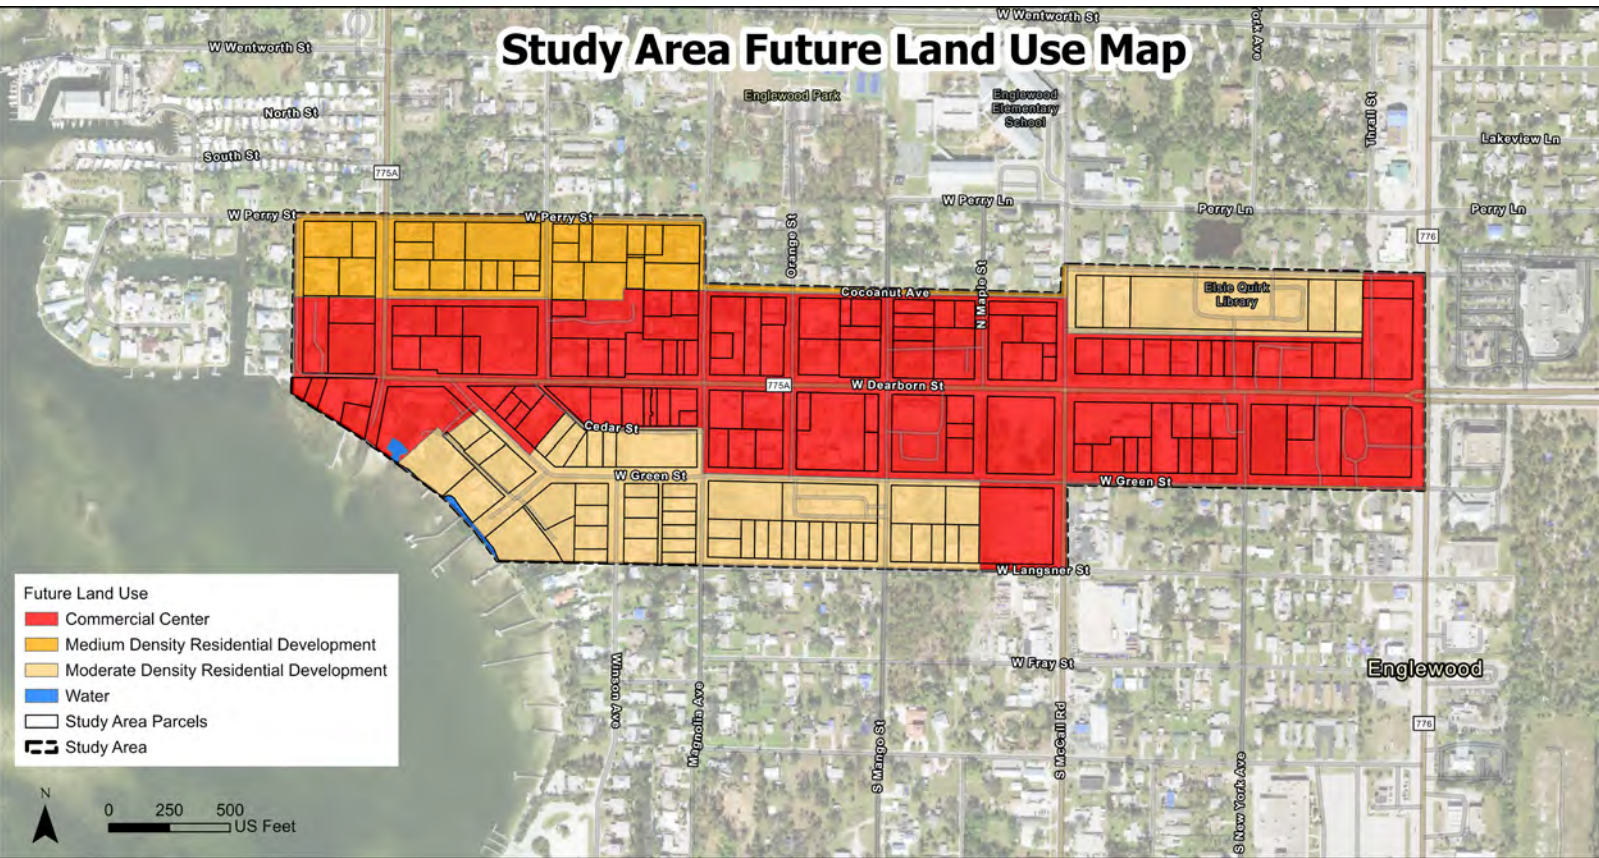 W Wentworth St
Study Area Future Land Use Map
W Wentworth St
York Ave
Englewood Park
Englewood
Elementary
School
North St
Thrall St
Lakeview Ln
South St
775A
W Perry St
W Perry St
W Perry Ln
Perry Ln
Perry Ln
Orange St
776
Cocoanut Ave
N Maple St
Elsie Quirk
Library
775A
W Dearborn St
Cedar St
W Green St
W Green St
W Langsner St
Future Land Use
Commercial Center
Medium Density Residential Development
Moderate Density Residential Development
Water
Study Area Parcels
Study Area
Winson Ave
Magnolia Ave
S Mango St
W Fray St
S McCall Rd
Englewood
776
S New York Ave
N
0 250 500
US Feet